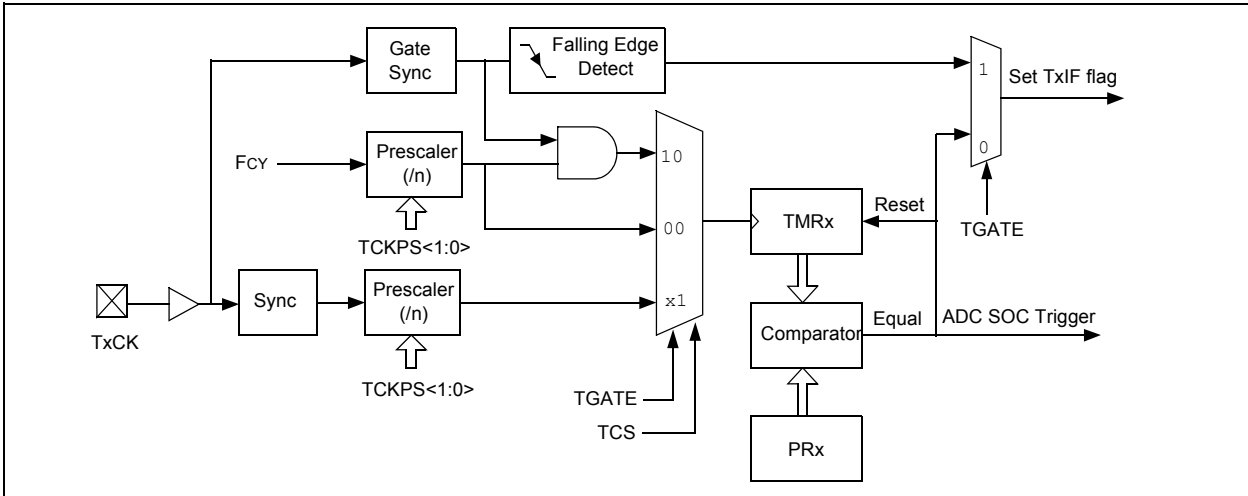 Gate
Sync
Falling Edge
Detect
1
Set TxIF flag
0
TGATE
FCY
Prescaler
(/n)
10
TCKPS<1:0>
00
TMRx
Reset
TxCK
Sync
Prescaler
(/n)
x1
TCKPS<1:0>
Comparator
Equal
ADC SOC Trigger
TGATE
TCS
PRx